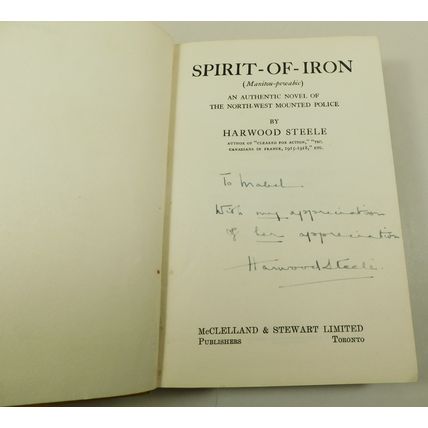 SPIRIT-OF-IRON
(Manitou-pewabic)
AN AUTHENTIC NOVEL OF
THE NORTH-WEST MOUNTED POLICE
BY
HARWOOD STEELE
AUTHOR OF "CLEARED FOR ACTION," "THE
CANADIANS IN FRANCE, 1915-1918," ETC.
To Mabel.
With my appreciation
of her appreciation
Harwood Steele.
McCLELLAND & STEWART LIMITED
PUBLISHERS TORONTO